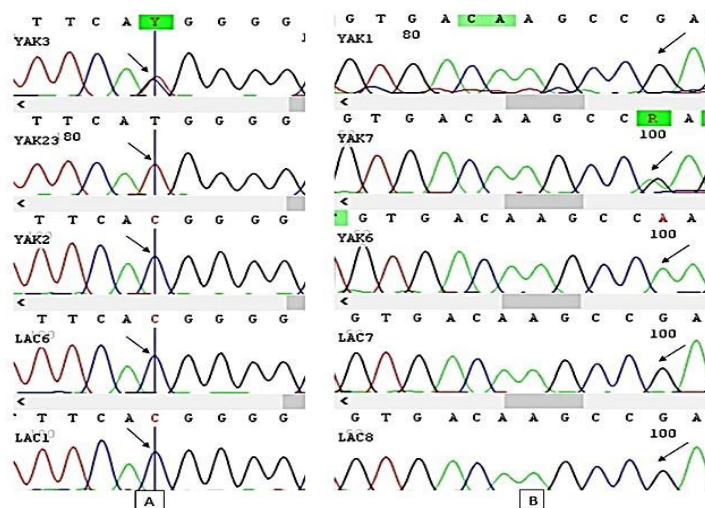 T T C A Y G G G G
YAK3
T T C A T G G G G
80
YAK23
T T C A C G G G G
YAK2
T T C A C G G G G
LAC6
T T C A C G G G G
LAC1
A
G T G A C A A G C C G A
80
YAK1
G T G A C A A G C C R A
100
YAK7
G T G A C A A G C C A A
100
YAK6
G T G A C A A G C C G A
100
LAC7
G T G A C A A G C C G A
100
LAC8
B